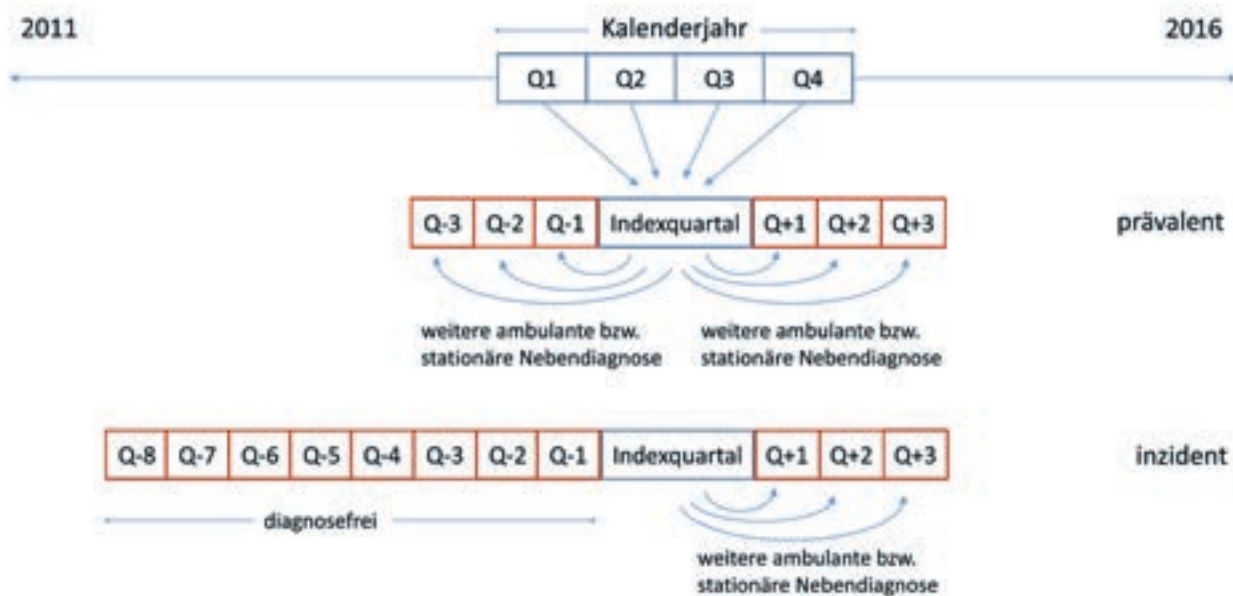 2011 Kalenderjahr 2016
Q1 Q2 Q3 Q4
Q-3 Q-2 Q-1 Indexquartal Q+1 Q+2 Q+3 prävalent
weitere ambulante bzw. weitere ambulante bzw.
stationäre Nebendiagnose stationäre Nebendiagnose
Q-8 Q-7 Q-6 Q-5 Q-4 Q-3 Q-2 Q-1 Indexquartal Q+1 Q+2 Q+3 inzident
diagnosefrei
weitere ambulante bzw.
stationäre Nebendiagnose